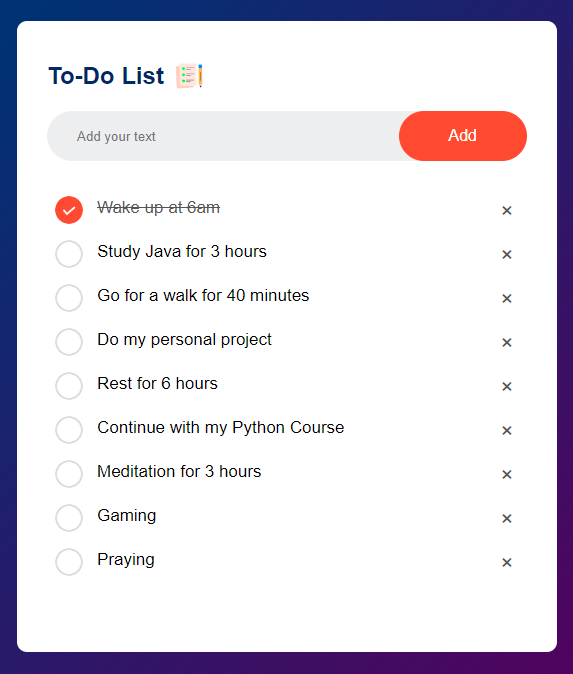 To-Do List
Add your text
Add
Wake up at 6am
Study Java for 3 hours
Go for a walk for 40 minutes
Do my personal project
Rest for 6 hours
Continue with my Python Course
Meditation for 3 hours
Gaming
Praying